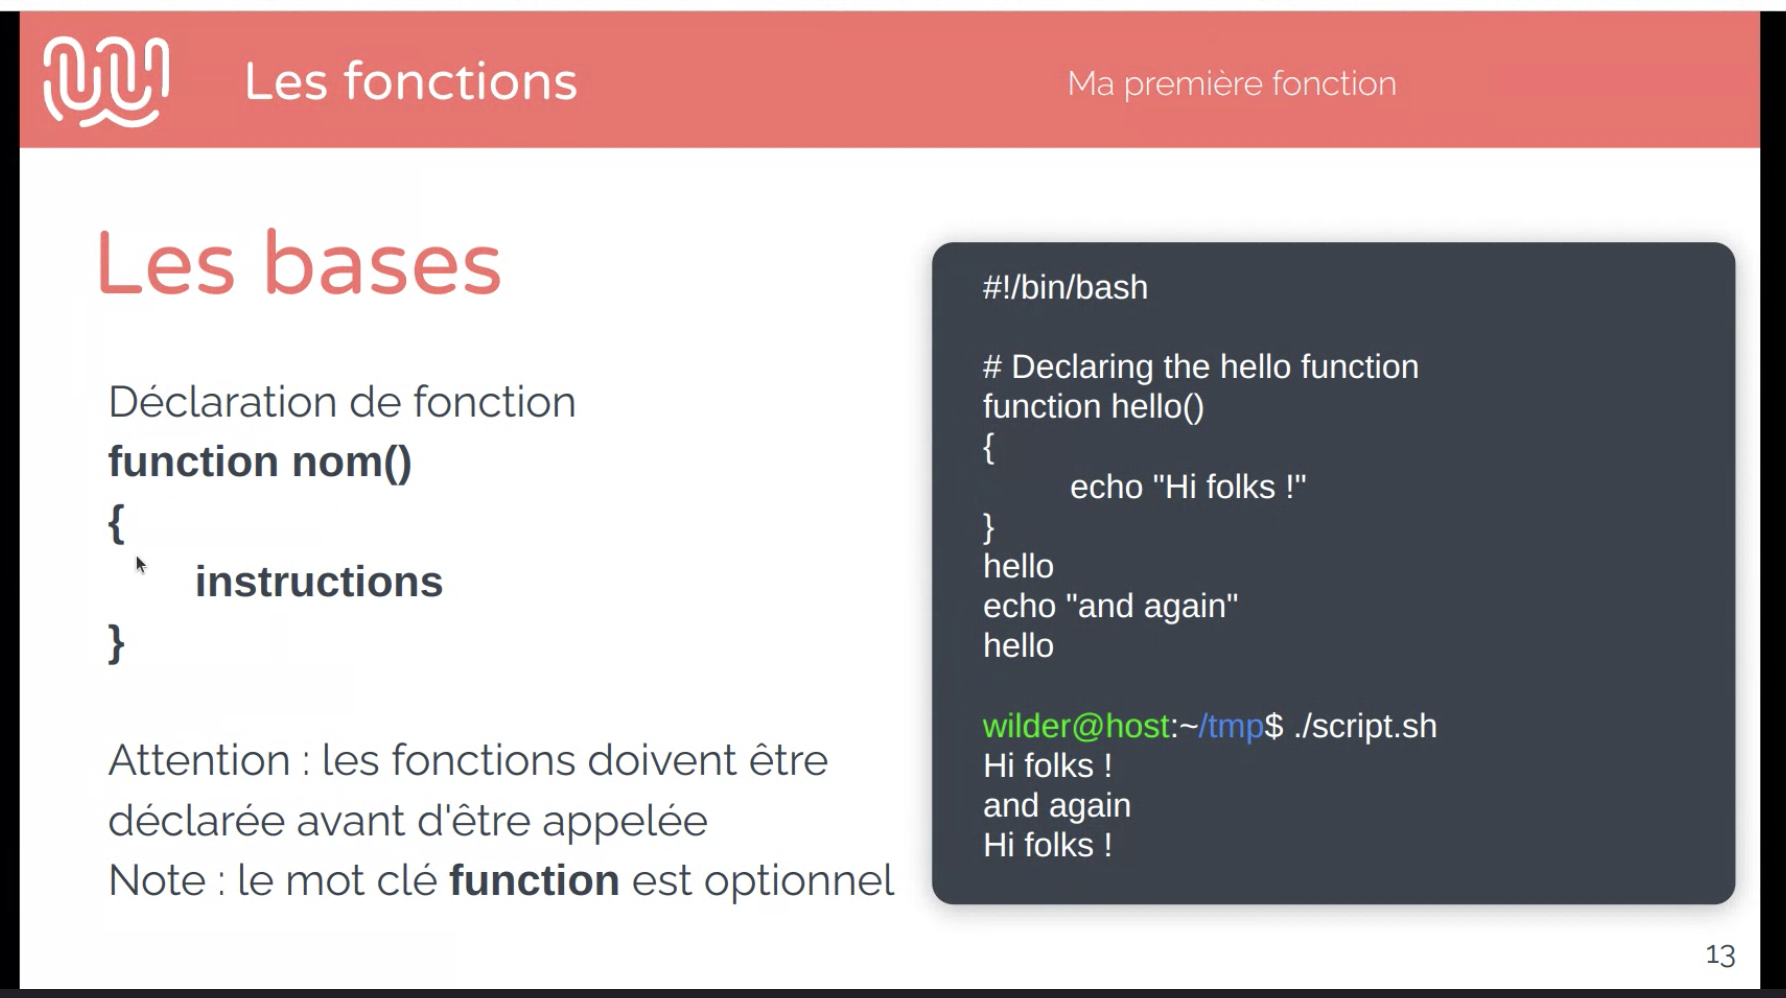 Les fonctions
Ma première fonction
Les bases
Déclaration de fonction
function nom()
{
instructions
}
Attention : les fonctions doivent être
déclarée avant d'être appelée
Note : le mot clé function est optionnel
#!/bin/bash
# Declaring the hello function
function hello()
{
echo "Hi folks !"
}
hello
echo "and again"
hello
wilder@host:~/tmp$ ./script.sh
Hi folks !
and again
Hi folks !
13